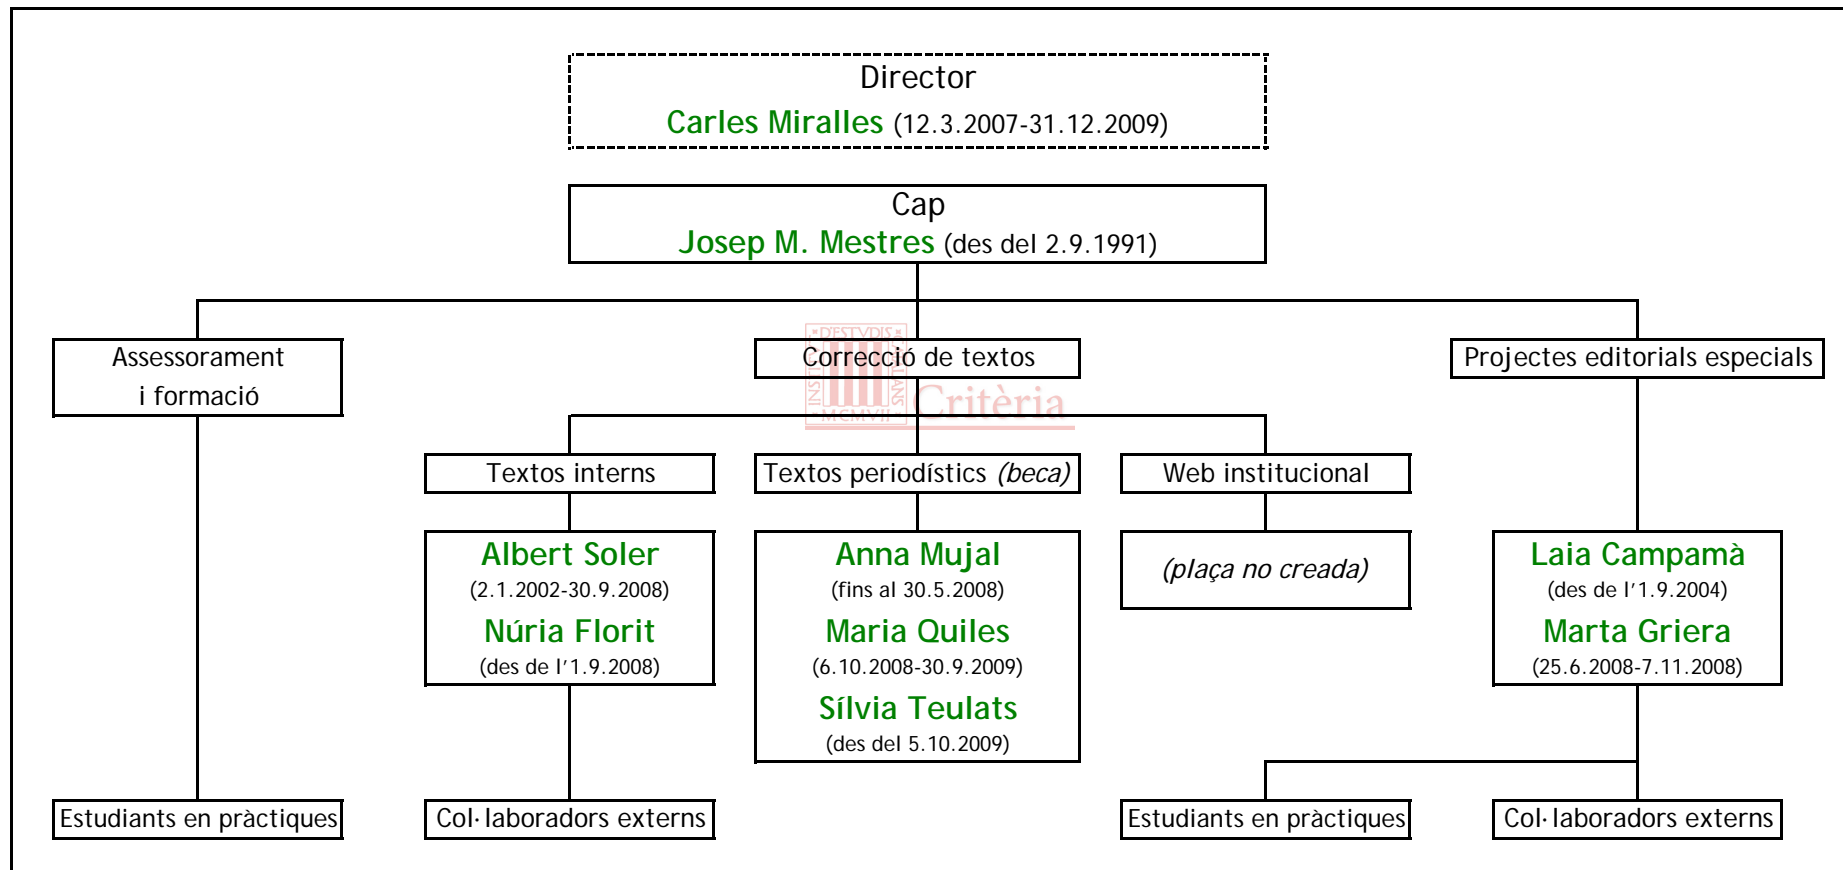 Director
Carles Miralles (12.3.2007-31.12.2009)
Cap
Josep M. Mestres (des del 2.9.1991)
Assessorament
i formació
Correcció de textos
Projectes editorials especials
INSTITUT
D'ESTVDIS
CATALANS
MCMVII
Critèria
Textos interns
Textos periodístics (beca)
Web institucional
Albert Soler
(2.1.2002-30.9.2008)
Núria Florit
(des de l'1.9.2008)
Anna Mujal
(fins al 30.5.2008)
Maria Quiles
(6.10.2008-30.9.2009)
Sílvia Teulats
(des del 5.10.2009)
(plaça no creada)
Laia Campamà
(des de l'1.9.2004)
Marta Griera
(25.6.2008-7.11.2008)
Estudiants en pràctiques
Col·laboradors externs
Estudiants en pràctiques
Col·laboradors externs